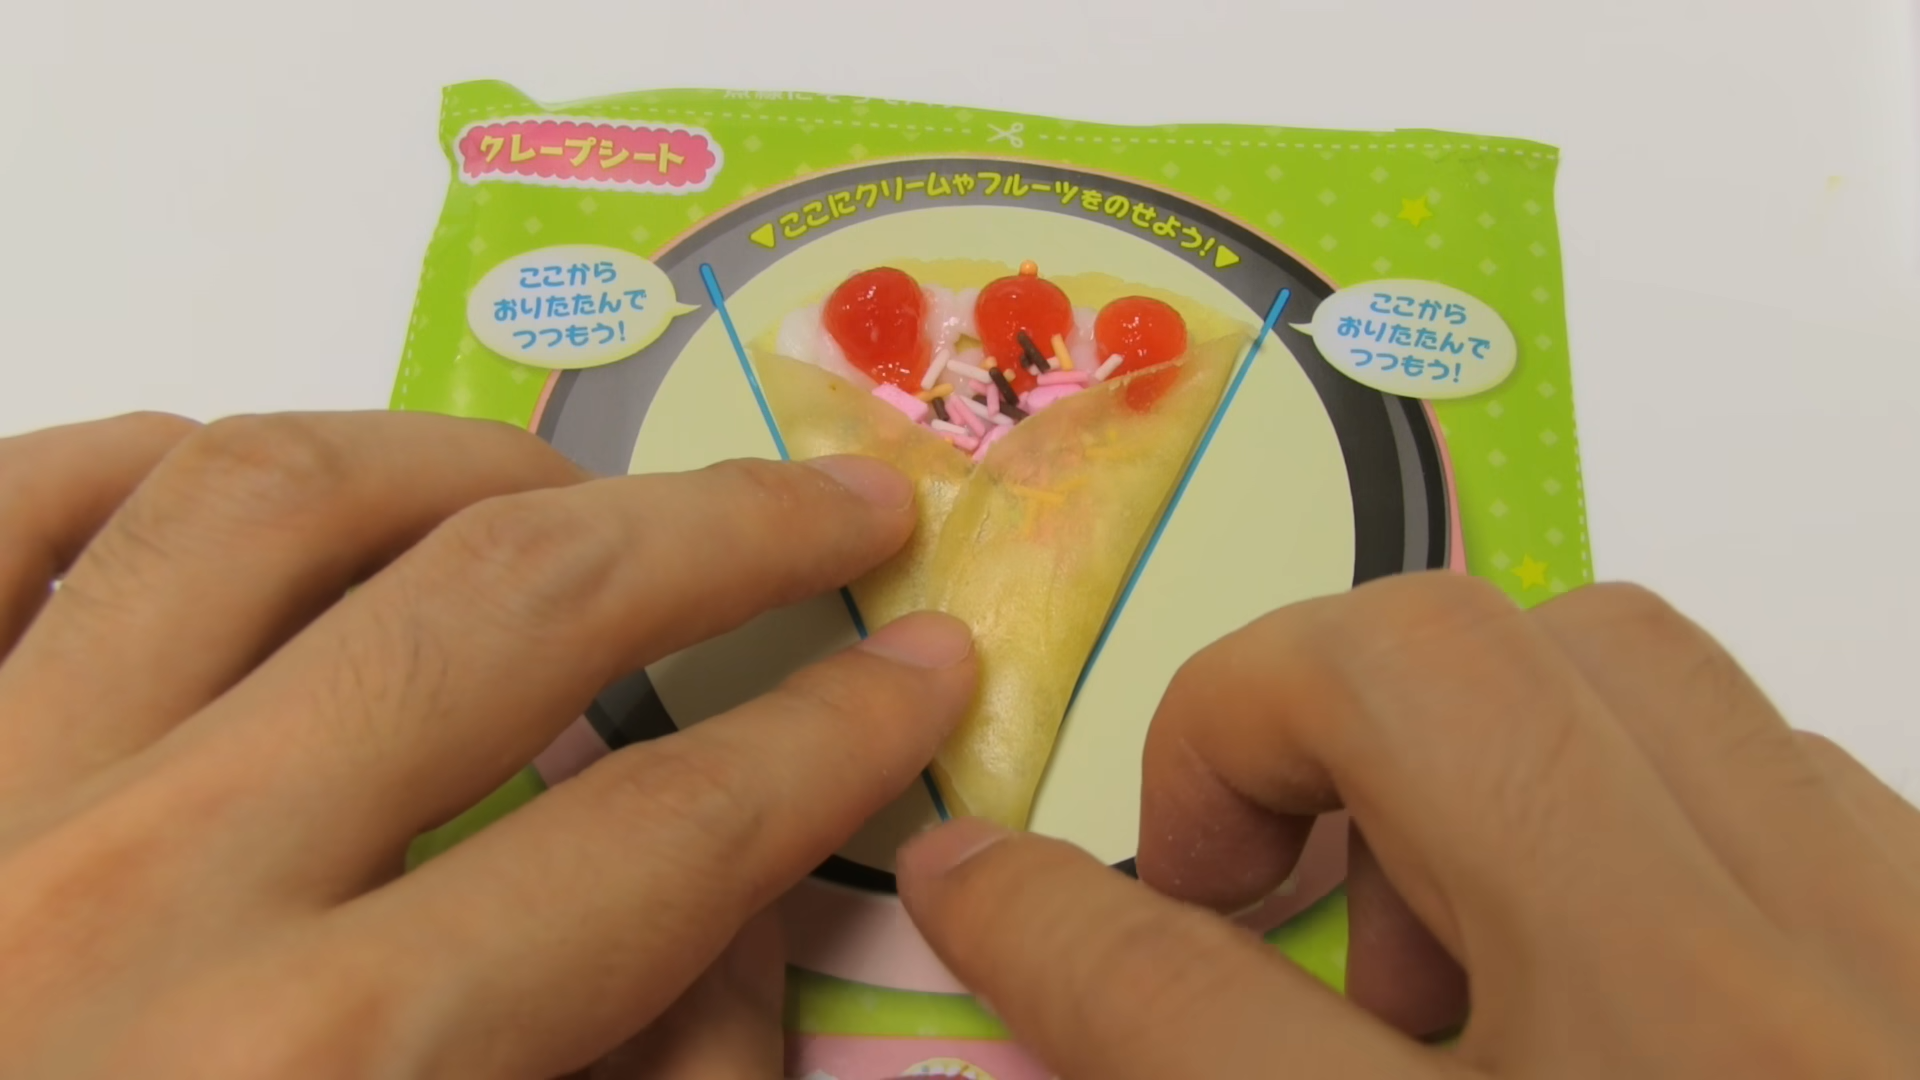 クレープシート
ここにクリームやフルーツをのせよう!
ここから
おりたたんで
つつもう!
ここから
おりたたんで
つつもう!